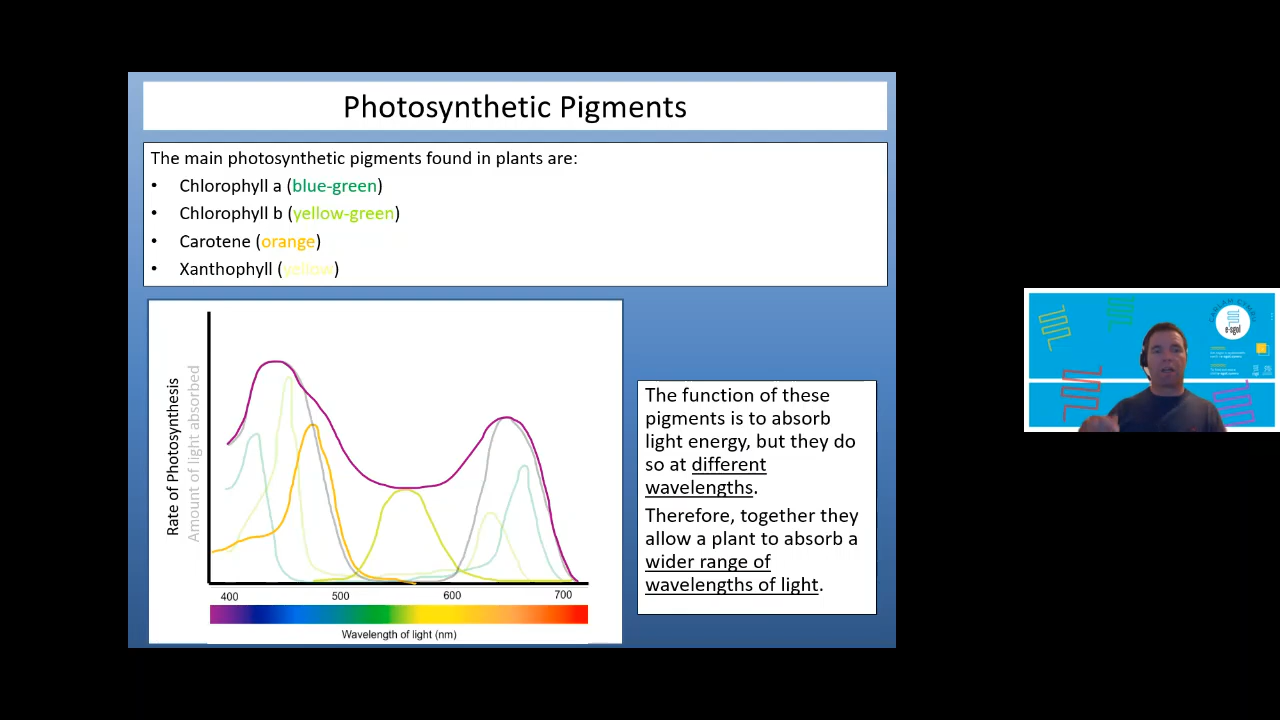 Photosynthetic Pigments
The main photosynthetic pigments found in plants are:
• Chlorophyll a (blue-green)
• Chlorophyll b (yellow-green)
• Carotene (orange)
• Xanthophyll (yellow)
Rate of Photosynthesis
Amount of light absorbed
400 500 600 700
Wavelength of light (nm)
The function of these
pigments is to absorb
light energy, but they do
so at different
wavelengths.
Therefore, together they
allow a plant to absorb a
wider range of
wavelengths of light.
e-sgol